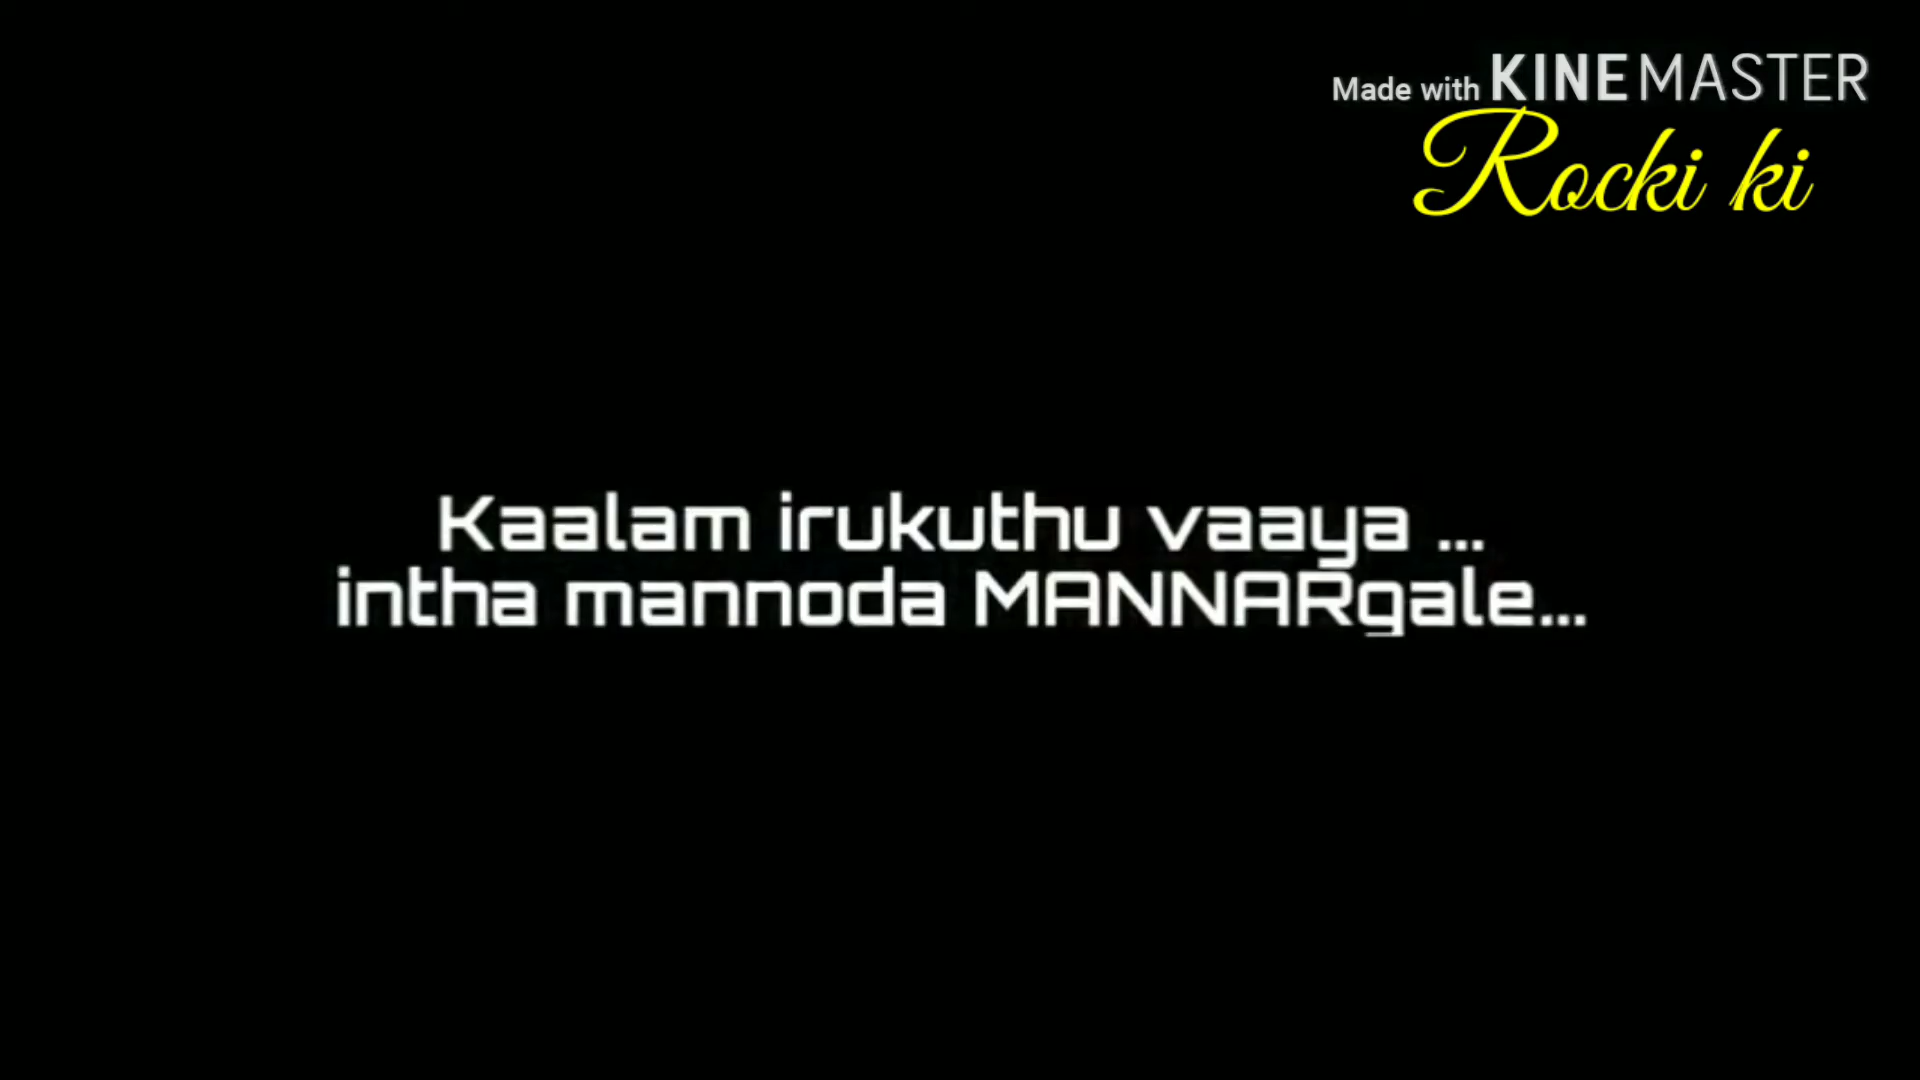 Made with KINEMASTER
Rocki ki
Kaalam irukuthu vaaya ...
intha mannoda MANNARgale...